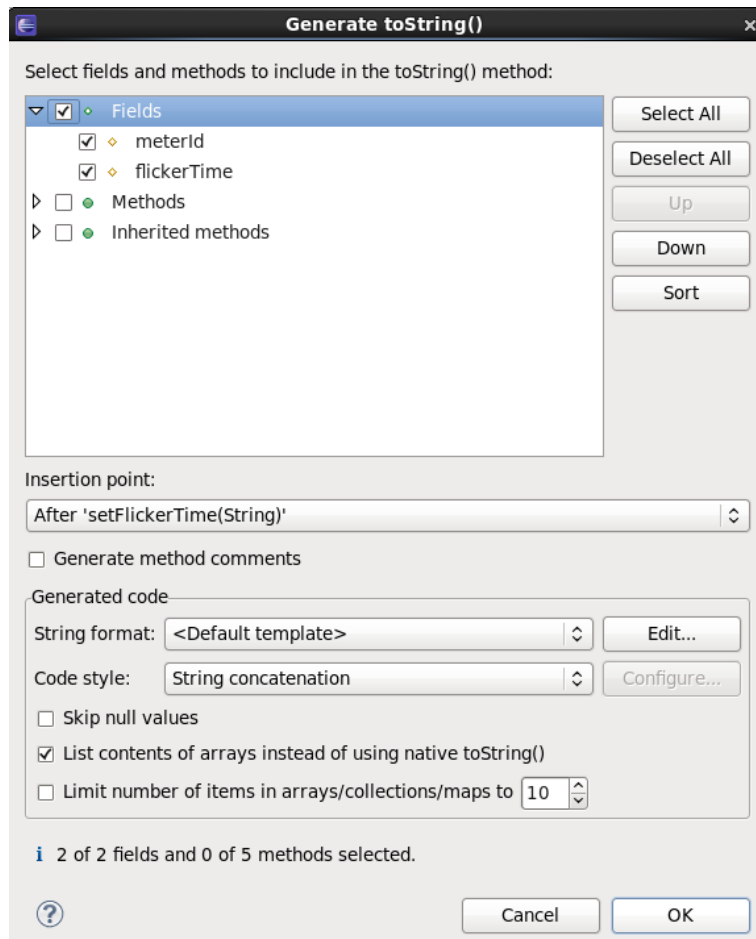 Generate toString()
Select fields and methods to include in the toString() method:
Fields
meterId
flickerTime
Methods
Inherited methods
Select All
Deselect All
Up
Down
Sort
Insertion point:
After 'setFlickerTime(String)'
Generate method comments
Generated code
String format: <Default template> Edit...
Code style: String concatenation Configure...
Skip null values
List contents of arrays instead of using native toString()
Limit number of items in arrays/collections/maps to 10
2 of 2 fields and 0 of 5 methods selected.
Cancel OK